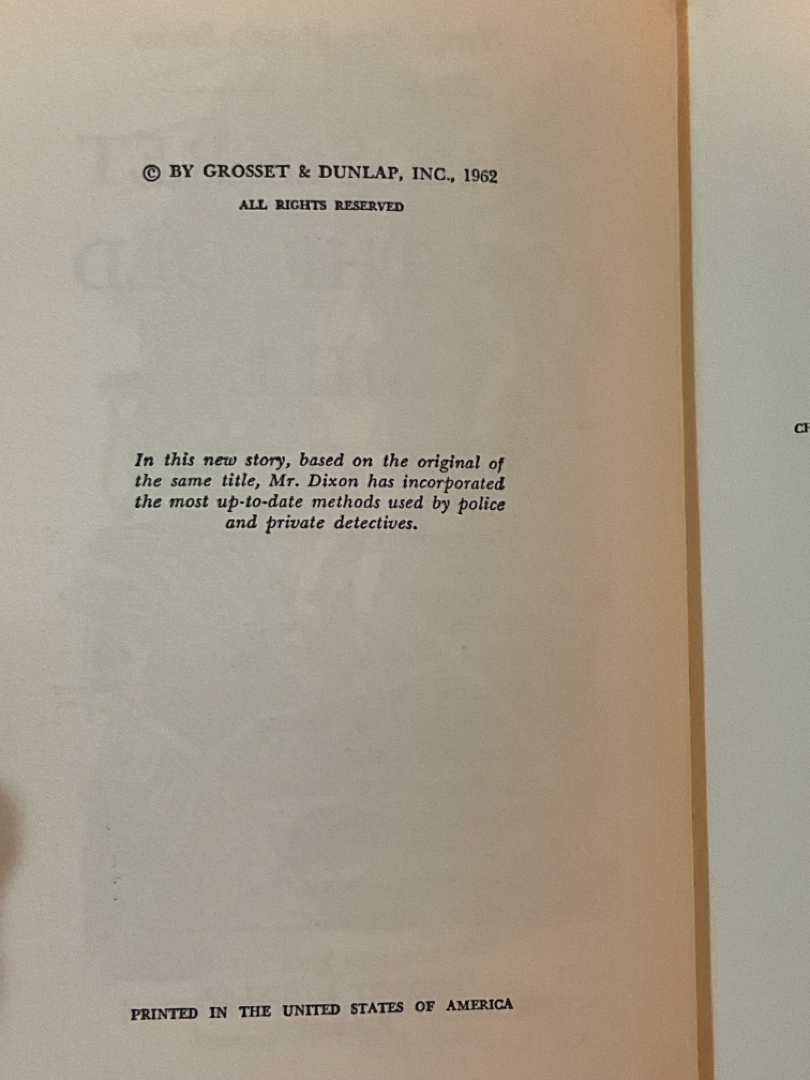 © BY GROSSET & DUNLAP, INC., 1962
ALL RIGHTS RESERVED
In this new story, based on the original of
the same title, Mr. Dixon has incorporated
the most up-to-date methods used by police
and private detectives.
PRINTED IN THE UNITED STATES OF AMERICA